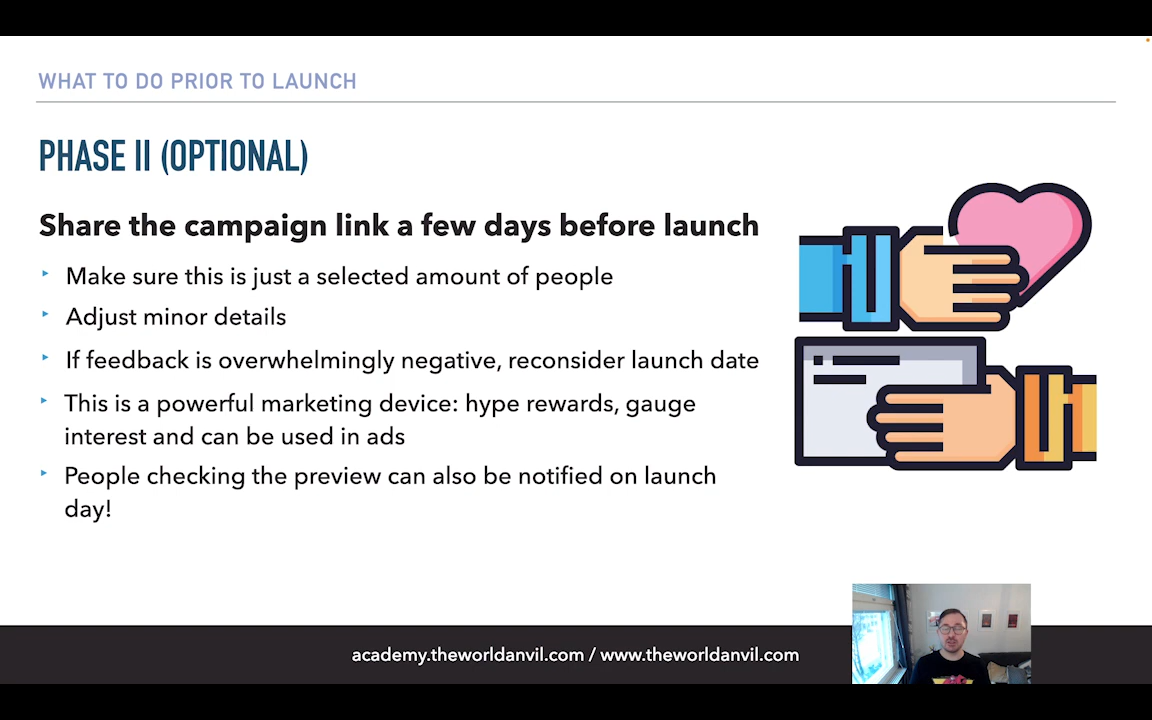 WHAT TO DO PRIOR TO LAUNCH
PHASE II (OPTIONAL)
Share the campaign link a few days before launch
Make sure this is just a selected amount of people
Adjust minor details
If feedback is overwhelmingly negative, reconsider launch date
This is a powerful marketing device: hype rewards, gauge
interest and can be used in ads
People checking the preview can also be notified on launch
day!
academy.theworldanvil.com / www.theworldanvil.com